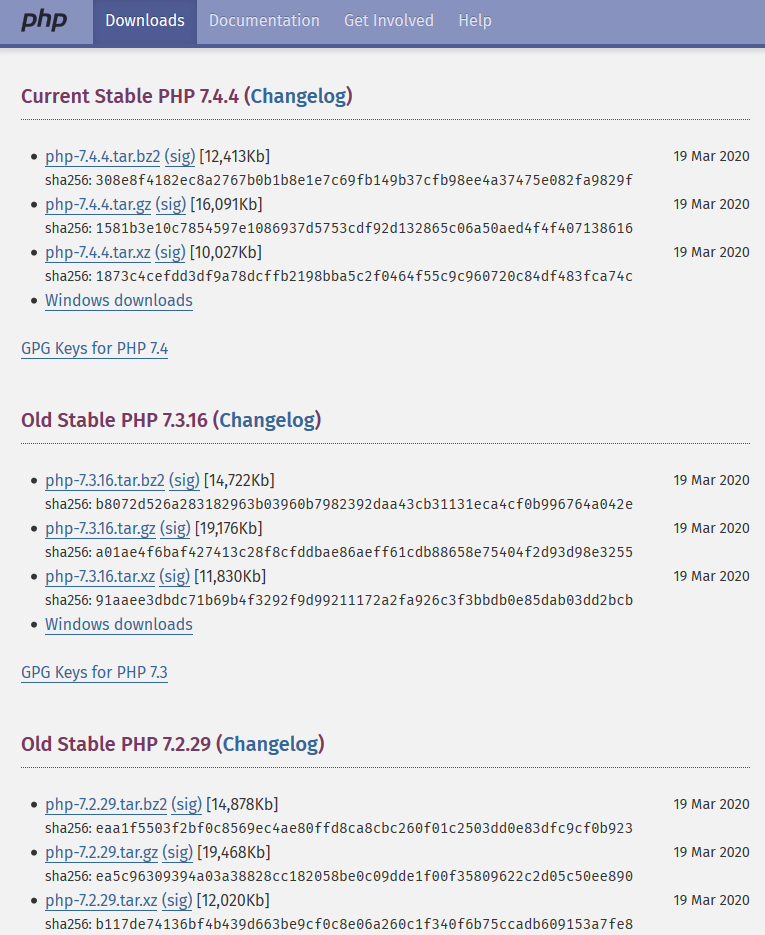 php Downloads Documentation Get Involved Help
Current Stable PHP 7.4.4 (Changelog)
php-7.4.4.tar.bz2 (sig) [12,413Kb] 19 Mar 2020
sha256: 308e8f4182ec8a2767b0b1b8e1e7c69fb149b37cfb98ee4a37475e082fa9829f
php-7.4.4.tar.gz (sig) [16,091Kb] 19 Mar 2020
sha256: 1581b3e10c7854597e1086937d5753cdf92d132865c06a50aed4f4f407138616
php-7.4.4.tar.xz (sig) [10,027Kb] 19 Mar 2020
sha256: 1873c4cefdd3df9a78dcffb2198bba5c2f0464f55c9c960720c84df483fca74c
Windows downloads
GPG Keys for PHP 7.4
Old Stable PHP 7.3.16 (Changelog)
php-7.3.16.tar.bz2 (sig) [14,722Kb] 19 Mar 2020
sha256: b8072d526a283182963b03960b7982392daa43cb31131eca4cf0b996764a042e
php-7.3.16.tar.gz (sig) [19,176Kb] 19 Mar 2020
sha256: a01ae4f6baf427413c28f8cfddbae86aeff61cdb88658e75404f2d93d98e3255
php-7.3.16.tar.xz (sig) [11,830Kb] 19 Mar 2020
sha256: 91aaee3dbdc71b69b4f3292f9d99211172a2fa926c3f3bbdb0e85dab03dd2bcb
Windows downloads
GPG Keys for PHP 7.3
Old Stable PHP 7.2.29 (Changelog)
php-7.2.29.tar.bz2 (sig) [14,878Kb] 19 Mar 2020
sha256: eaa1f5503f2bf0c8569ec4ae80ffd8ca8cbc260f01c2503dd0e83dfc9cf0b923
php-7.2.29.tar.gz (sig) [19,468Kb] 19 Mar 2020
sha256: ea5c96309394a03a38828cc182058be0c09dde1f00f35809622c2d05c50ee890
php-7.2.29.tar.xz (sig) [12,020Kb] 19 Mar 2020
sha256: b117de74136bf4b439d663be9cf0c8e06a260c1f340f6b75ccadb609153a7fe8